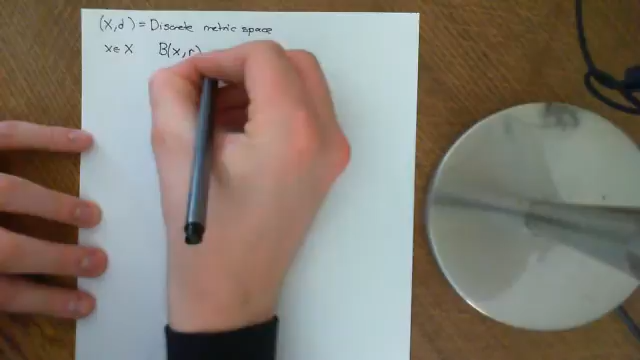 (X,d) = Discrete metric space
x ∈ X B(x,r)